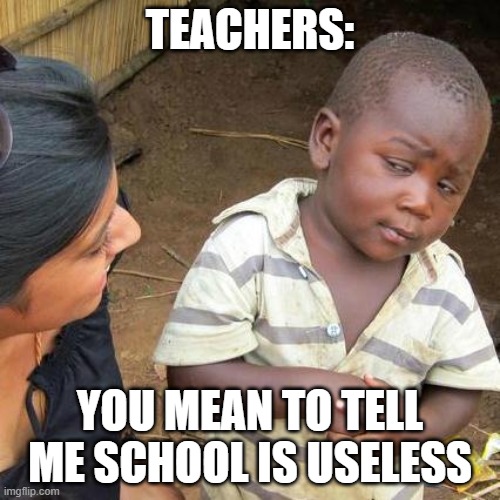 TEACHERS:
YOU MEAN TO TELL
ME SCHOOL IS USELESS
imgflip.com